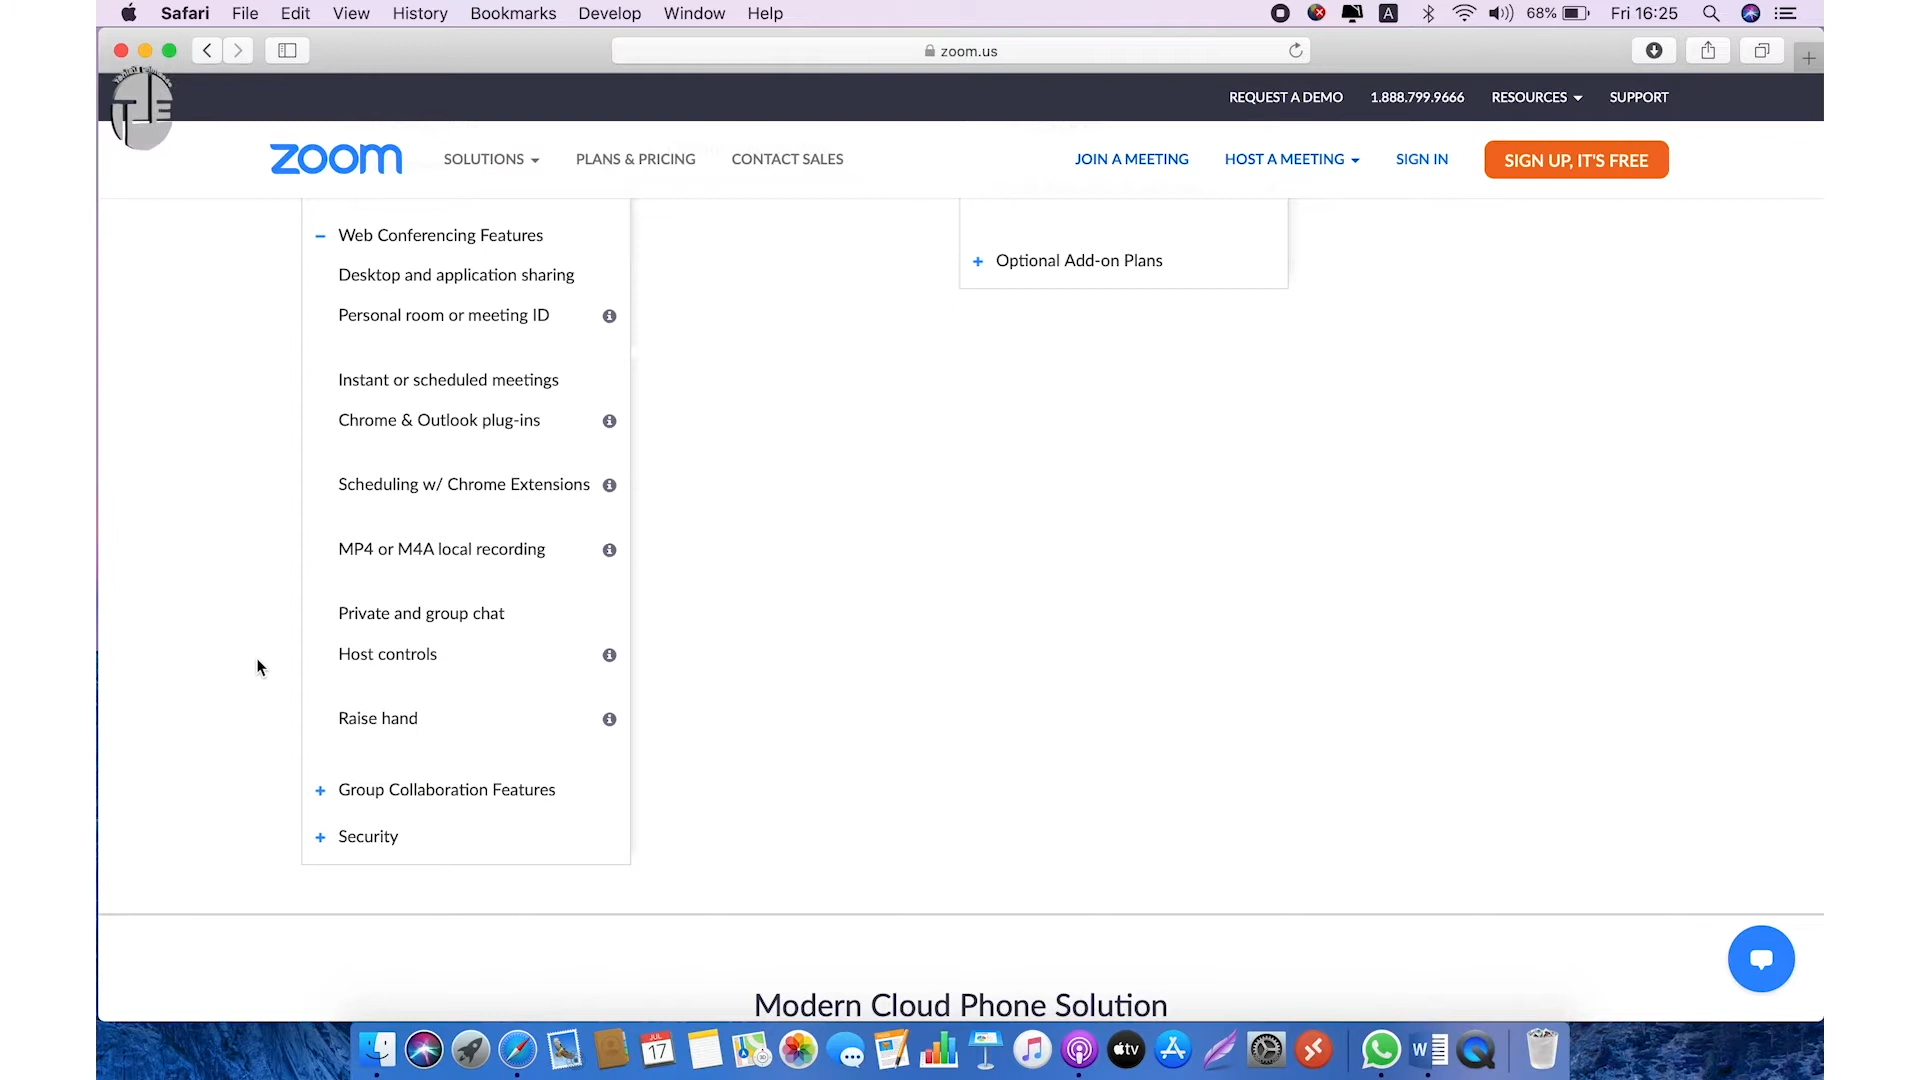 Safari File Edit View History Bookmarks Develop Window Help A 68% Fri 16:25
zoom.us
REQUEST A DEMO 1.888.799.9666 RESOURCES SUPPORT
zoom SOLUTIONS PLANS & PRICING CONTACT SALES JOIN A MEETING HOST A MEETING SIGN IN SIGN UP, IT'S FREE
Web Conferencing Features
Desktop and application sharing
Personal room or meeting ID
Instant or scheduled meetings
Chrome & Outlook plug-ins
Scheduling w/ Chrome Extensions
MP4 or M4A local recording
Private and group chat
Host controls
Raise hand
+ Group Collaboration Features
+ Security
+ Optional Add-on Plans
Modern Cloud Phone Solution
JUL
17
tv
W